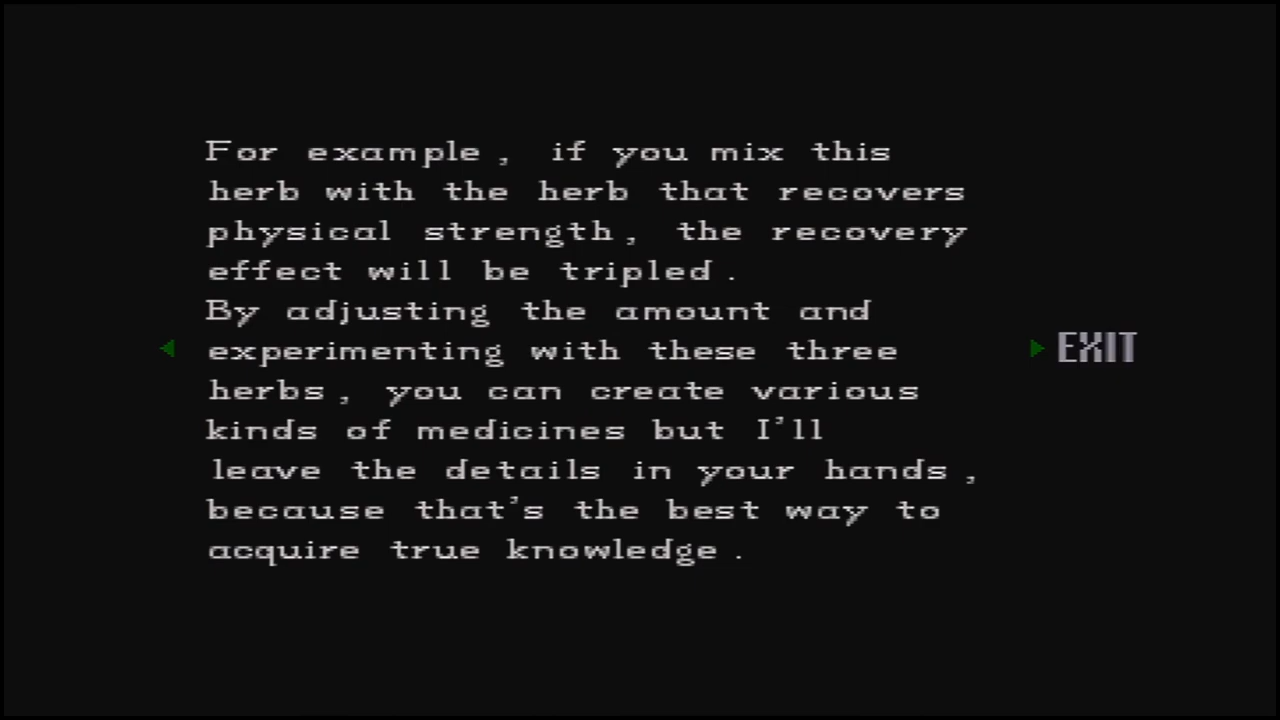 For example, if you mix this
herb with the herb that recovers
physical strength, the recovery
effect will be tripled.
By adjusting the amount and
experimenting with these three
herbs, you can create various
kinds of medicines but I'll
leave the details in your hands,
because that's the best way to
acquire true knowledge.
EXIT